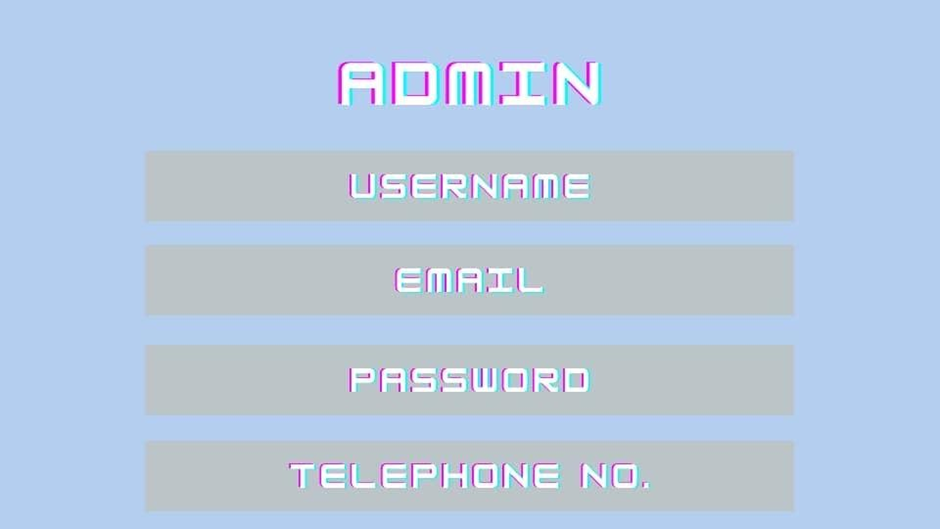 ADMIN
USERNAME
EMAIL
PASSWORD
TELEPHONE NO.